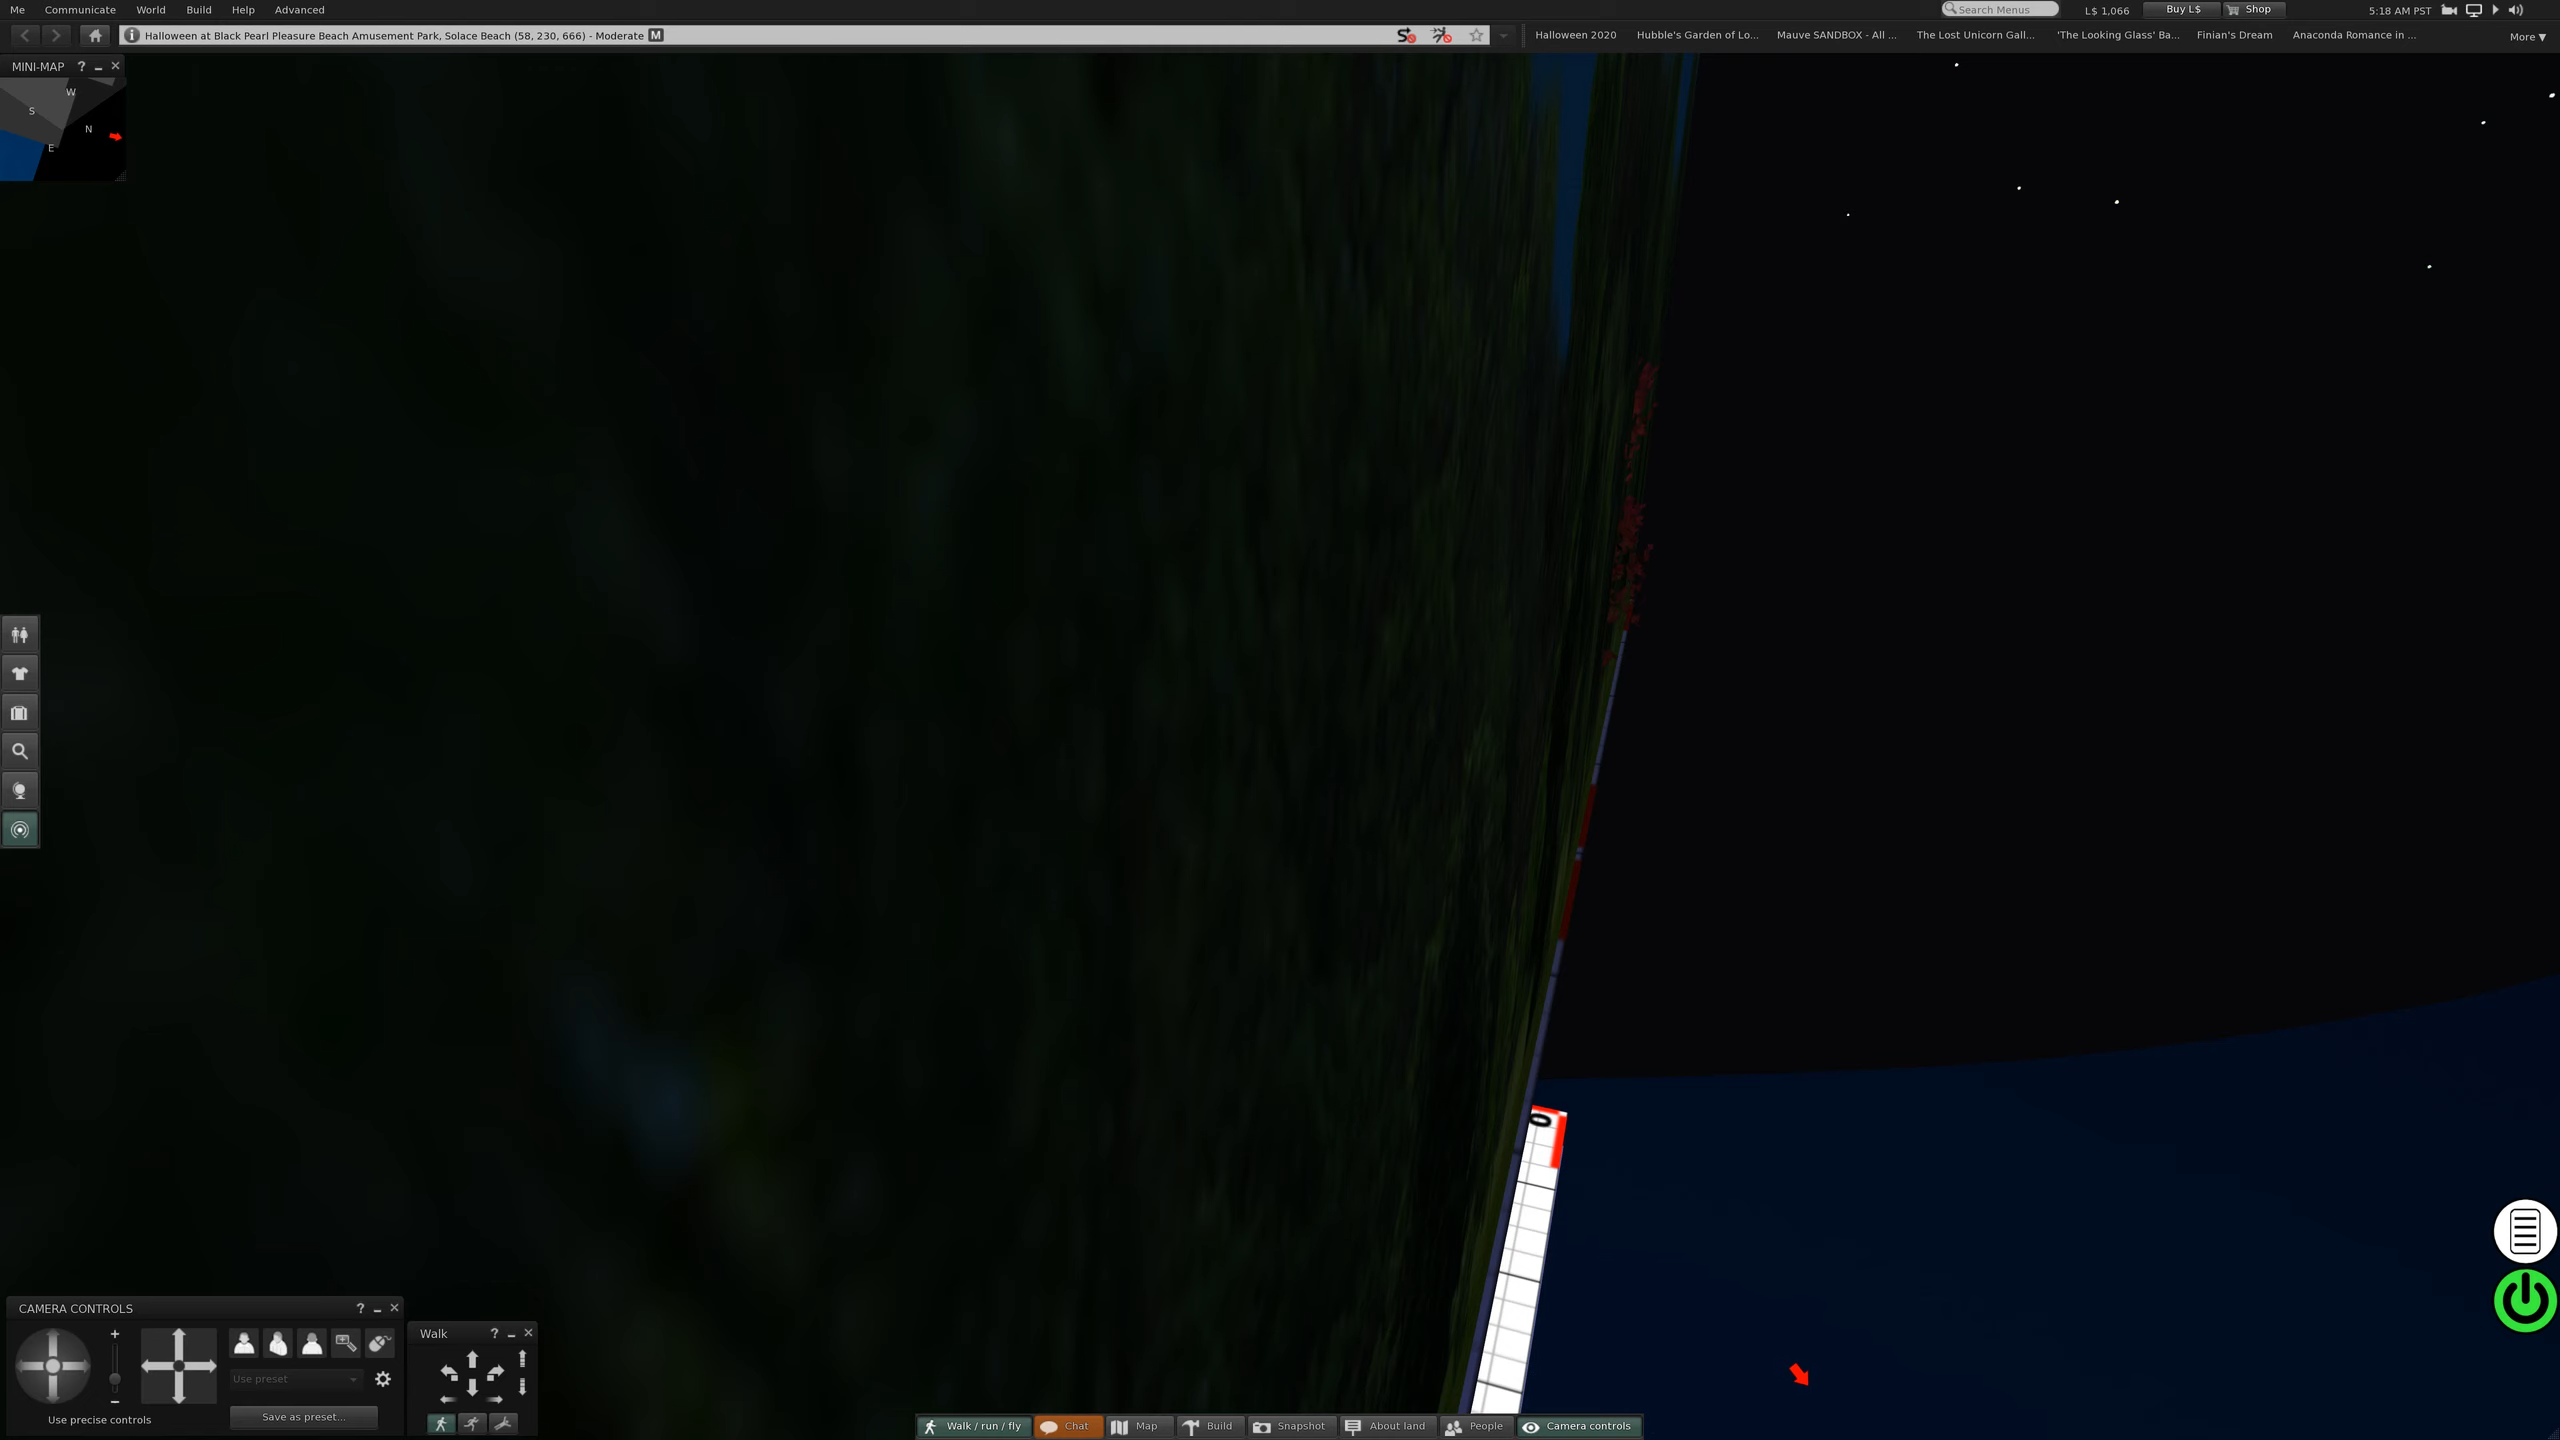 Me Communicate World Build Help Advanced Search Menus L$ 1,066 Buy L$ Shop 5:18 AM PST
Halloween at Black Pearl Pleasure Beach Amusement Park, Solace Beach (58, 230, 666) - Moderate M Halloween 2020 Hubble's Garden of Lo... Mauve SANDBOX - All ... The Lost Unicorn Gall... 'The Looking Glass' Ba... Finian's Dream Anaconda Romance in ... More ▼
MINI-MAP ?
W
S
N
E
0
CAMERA CONTROLS ?
Walk ?
Use preset
Use precise controls
Save as preset...
Walk / run / fly Chat Map Build Snapshot About land People Camera controls